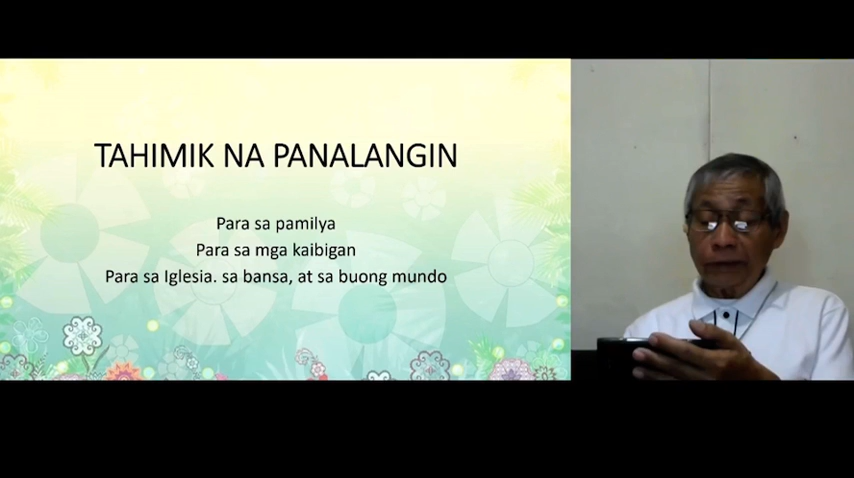 TAHIMIK NA PANALANGIN
Para sa pamilya
Para sa mga kaibigan
Para sa Iglesia. sa bansa, at sa buong mundo